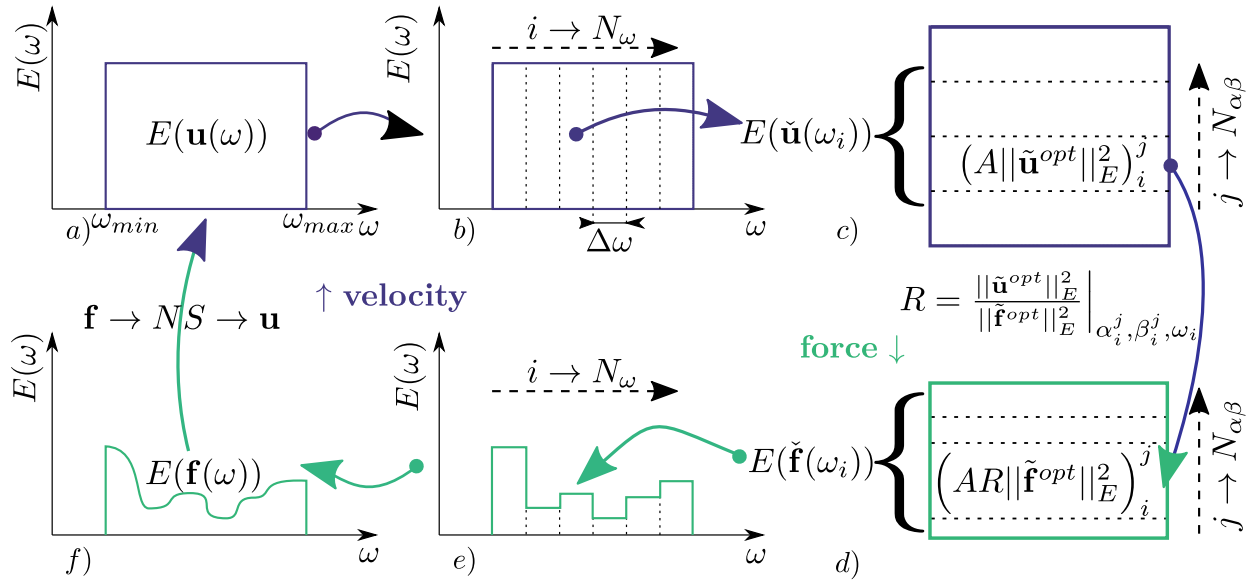 E(ω)
E(u(ω))
a)
ω_min
ω_max
ω
E(ω)
i → N_ω
b)
Δω
ω
E(ǔ(ω_i))
{
(A||ũ^opt||²_E)^j_i
j → N_αβ
c)
f → NS → u
↑ velocity
R = ||ũ^opt||²_E / ||f̃^opt||²_E |_α^j_i, β^j_i, ω_i
force ↓
E(ω)
E(f(ω))
f)
ω
E(ω)
i → N_ω
e)
ω
E(f̌(ω_i))
{
(AR||f̃^opt||²_E)^j_i
j → N_αβ
d)